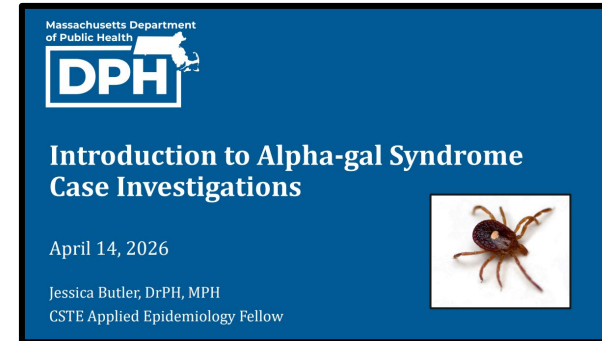 Massachusetts Department
of Public Health
DPH
Introduction to Alpha-gal Syndrome
Case Investigations
April 14, 2026
Jessica Butler, DrPH, MPH
CSTE Applied Epidemiology Fellow